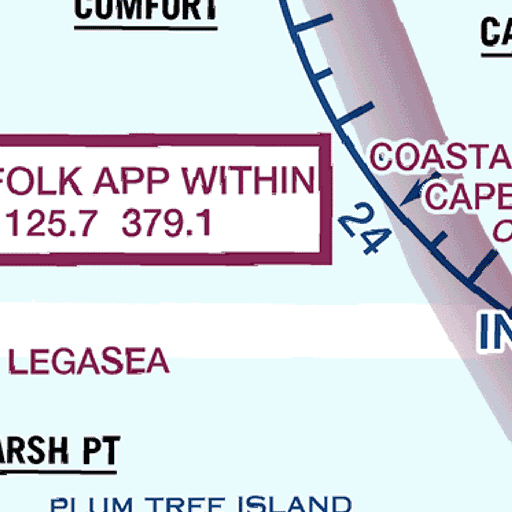 COMFORT
CA
FOLK APP WITHIN
125.7 379.1
COASTA
CAPE
24
IN
LEGASEA
ARSH PT
PLUM TREE ISLAND